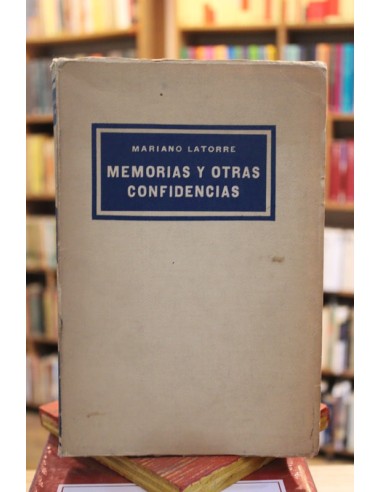 MARIANO LATORRE
MEMORIAS Y OTRAS
CONFIDENCIAS